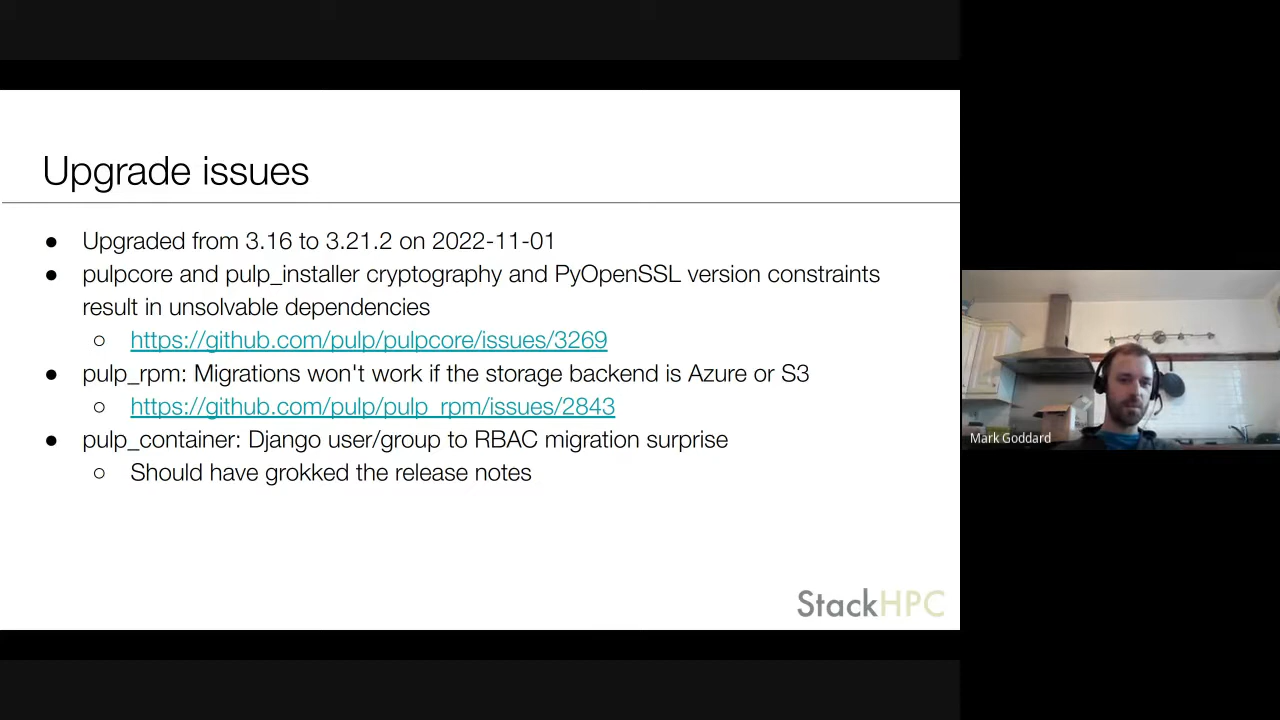 Upgrade issues
● Upgraded from 3.16 to 3.21.2 on 2022-11-01
● pulpcore and pulp_installer cryptography and PyOpenSSL version constraints
result in unsolvable dependencies
○ https://github.com/pulp/pulpcore/issues/3269
● pulp_rpm: Migrations won't work if the storage backend is Azure or S3
○ https://github.com/pulp/pulp_rpm/issues/2843
● pulp_container: Django user/group to RBAC migration surprise
○ Should have grokked the release notes
StackHPC
Mark Goddard